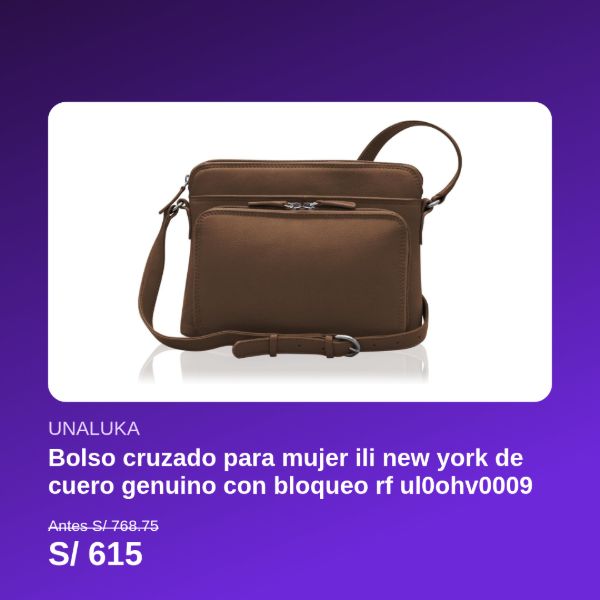 UNALUKA
Bolso cruzado para mujer ili new york de
cuero genuino con bloqueo rf ul0ohv0009
Antes S/ 768.75
S/ 615